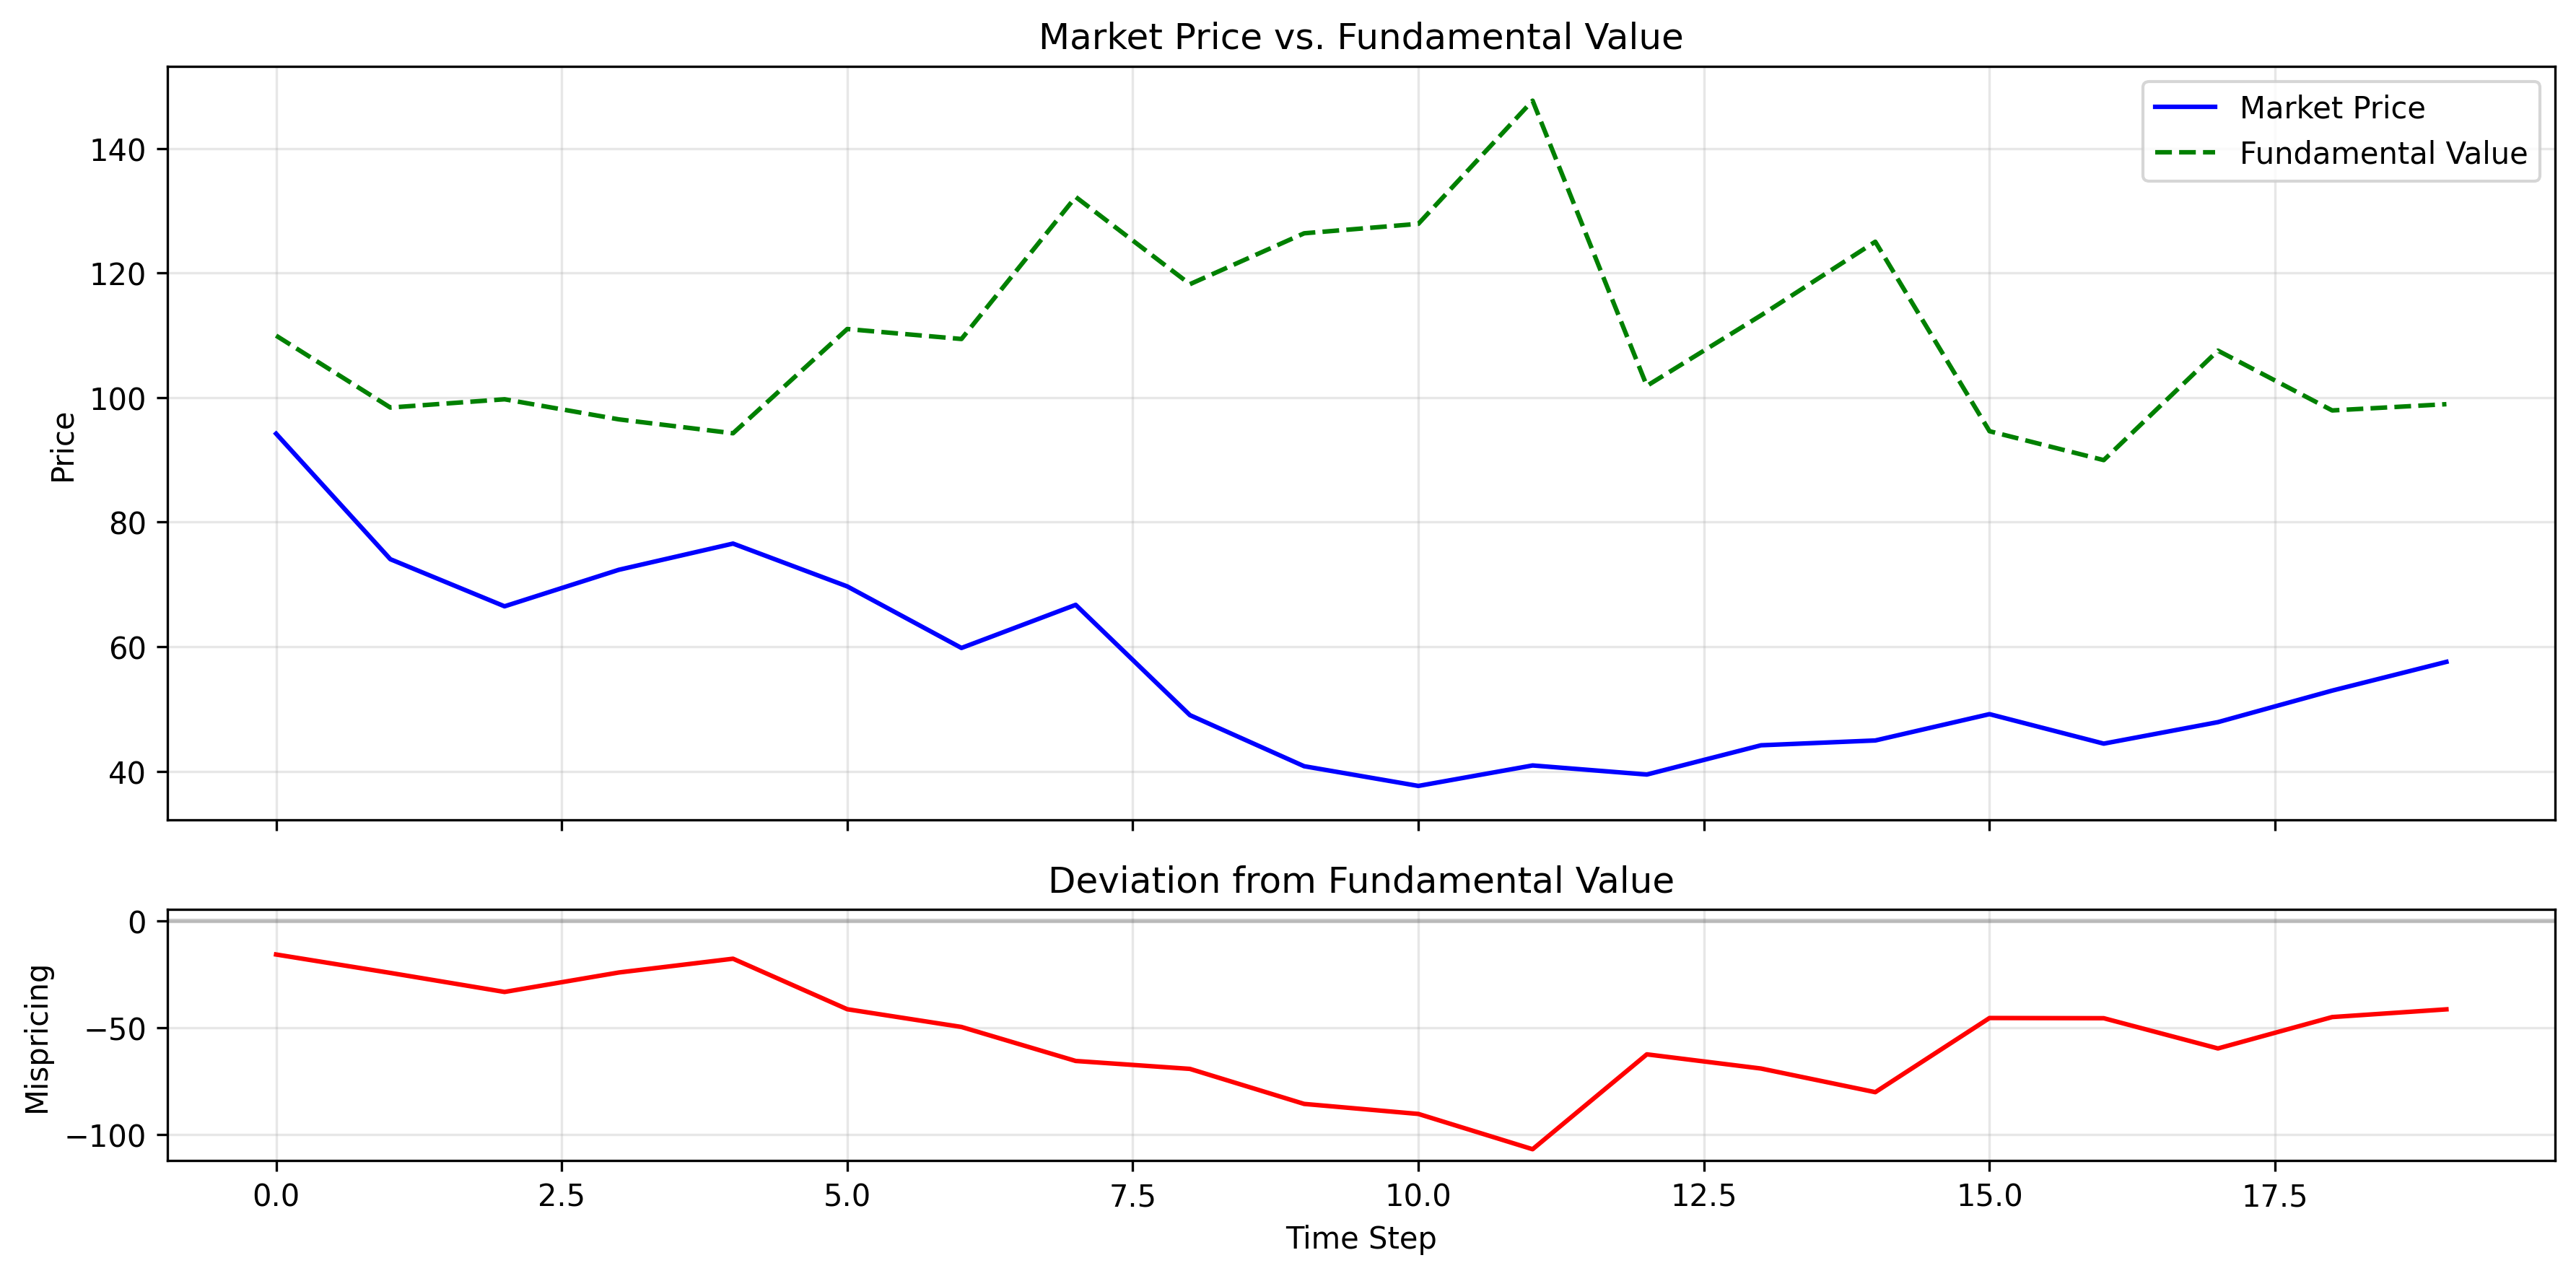 Market Price vs. Fundamental Value
Market Price
Fundamental Value
Price
140
120
100
80
60
40
Deviation from Fundamental Value
Mispricing
0
−50
−100
0.0 2.5 5.0 7.5 10.0 12.5 15.0 17.5
Time Step